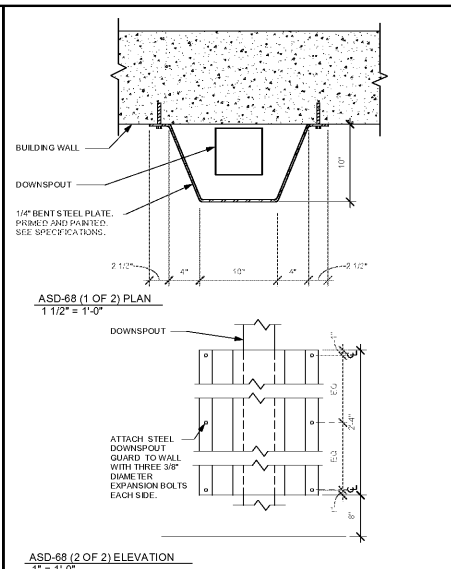 BUILDING WALL
DOWNSPOUT
1/4" BENT STEEL PLATE.
PRIMED AND PAINTED.
SEE SPECIFICATIONS.
10"
2 1/2"
4"
10"
4"
2 1/2"
ASD-68 (1 OF 2) PLAN
1 1/2" = 1'-0"
DOWNSPOUT
1"
EQ
2'-4"
ATTACH STEEL
DOWNSPOUT
GUARD TO WALL
WITH THREE 3/8"
DIAMETER
EXPANSION BOLTS
EACH SIDE.
EQ
1"
8"
ASD-68 (2 OF 2) ELEVATION
1" = 1'-0"